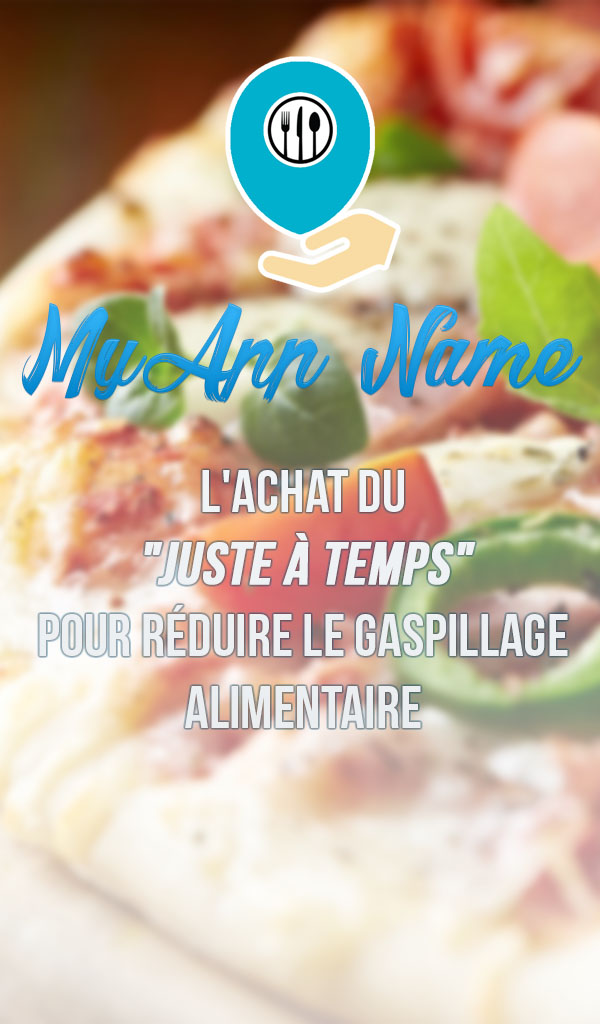 MyApp Name
L'ACHAT DU
"JUSTE À TEMPS"
POUR RÉDUIRE LE GASPILLAGE
ALIMENTAIRE